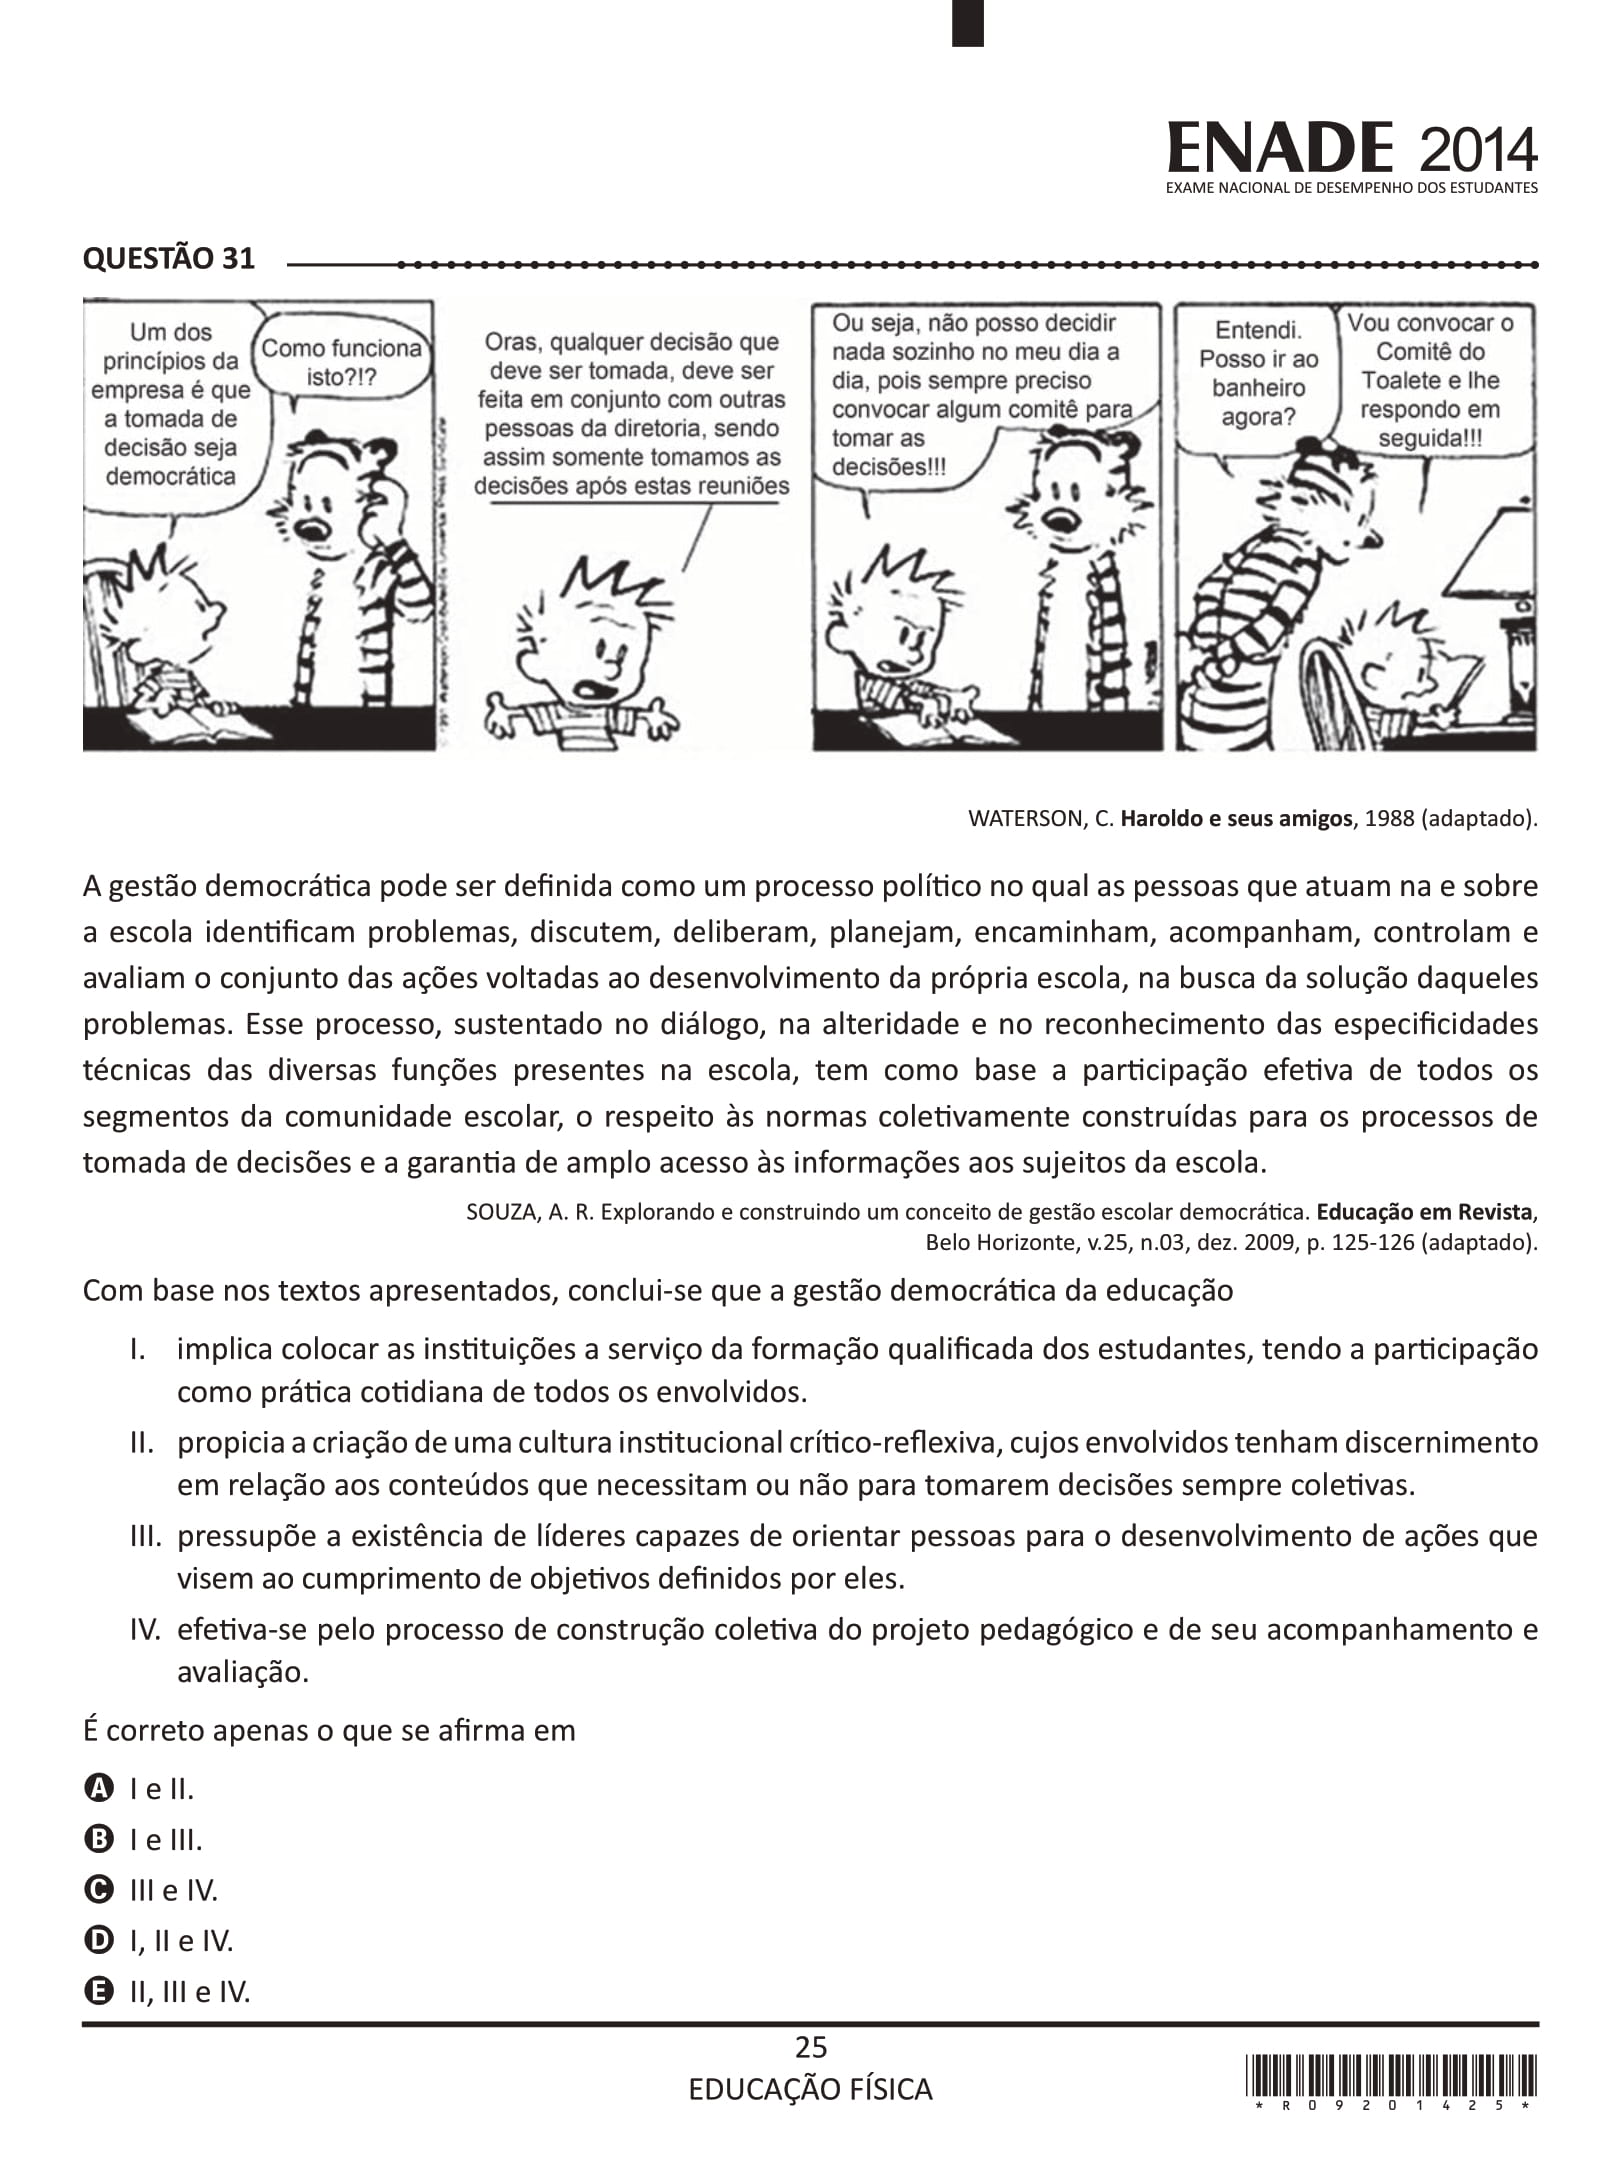 ENADE 2014
EXAME NACIONAL DE DESEMPENHO DOS ESTUDANTES
QUESTÃO 31
Um dos
princípios da
empresa é que
a tomada de
decisão seja
democrática
Como funciona
isto?!?
Oras, qualquer decisão que
deve ser tomada, deve ser
feita em conjunto com outras
pessoas da diretoria, sendo
assim somente tomamos as
decisões após estas reuniões
Ou seja, não posso decidir
nada sozinho no meu dia a
dia, pois sempre preciso
convocar algum comitê para
tomar as
decisões!!!
Entendi.
Posso ir ao
banheiro
agora?
Vou convocar o
Comitê do
Toalete e lhe
respondo em
seguida!!!
WATERSON, C. Haroldo e seus amigos, 1988 (adaptado).
A gestão democrática pode ser definida como um processo político no qual as pessoas que atuam na e sobre
a escola identificam problemas, discutem, deliberam, planejam, encaminham, acompanham, controlam e
avaliam o conjunto das ações voltadas ao desenvolvimento da própria escola, na busca da solução daqueles
problemas. Esse processo, sustentado no diálogo, na alteridade e no reconhecimento das especificidades
técnicas das diversas funções presentes na escola, tem como base a participação efetiva de todos os
segmentos da comunidade escolar, o respeito às normas coletivamente construídas para os processos de
tomada de decisões e a garantia de amplo acesso às informações aos sujeitos da escola.
SOUZA, A. R. Explorando e construindo um conceito de gestão escolar democrática. Educação em Revista,
Belo Horizonte, v.25, n.03, dez. 2009, p. 125-126 (adaptado).
Com base nos textos apresentados, conclui-se que a gestão democrática da educação
I. implica colocar as instituições a serviço da formação qualificada dos estudantes, tendo a participação
como prática cotidiana de todos os envolvidos.
II. propicia a criação de uma cultura institucional crítico-reflexiva, cujos envolvidos tenham discernimento
em relação aos conteúdos que necessitam ou não para tomarem decisões sempre coletivas.
III. pressupõe a existência de líderes capazes de orientar pessoas para o desenvolvimento de ações que
visem ao cumprimento de objetivos definidos por eles.
IV. efetiva-se pelo processo de construção coletiva do projeto pedagógico e de seu acompanhamento e
avaliação.
É correto apenas o que se afirma em
A I e II.
B I e III.
C III e IV.
D I, II e IV.
E II, III e IV.
25
EDUCAÇÃO FÍSICA
* R 0 9 2 0 1 4 2 5 *